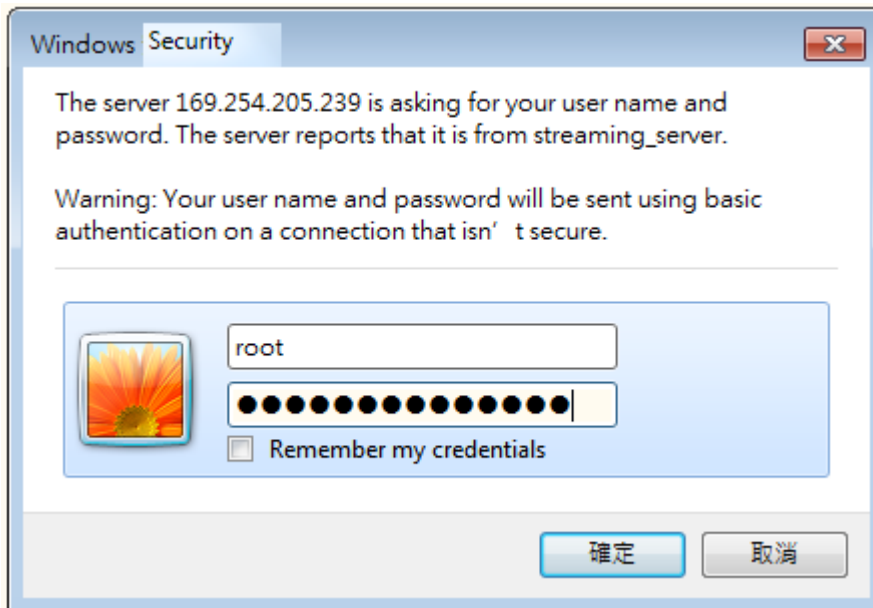 Windows Security
The server 169.254.205.239 is asking for your user name and
password. The server reports that it is from streaming_server.
Warning: Your user name and password will be sent using basic
authentication on a connection that isn’ t secure.
root
●●●●●●●●●●●●●●
Remember my credentials
確定 取消